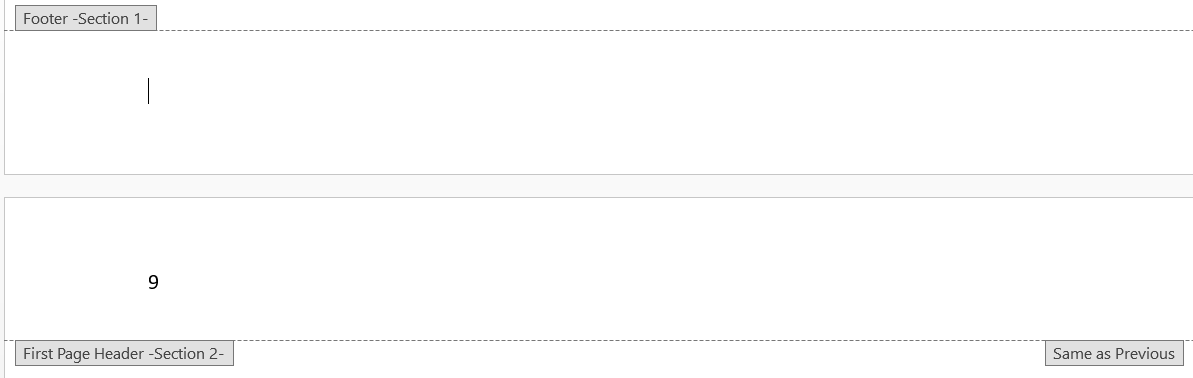 Footer -Section 1-
9
First Page Header -Section 2-
Same as Previous